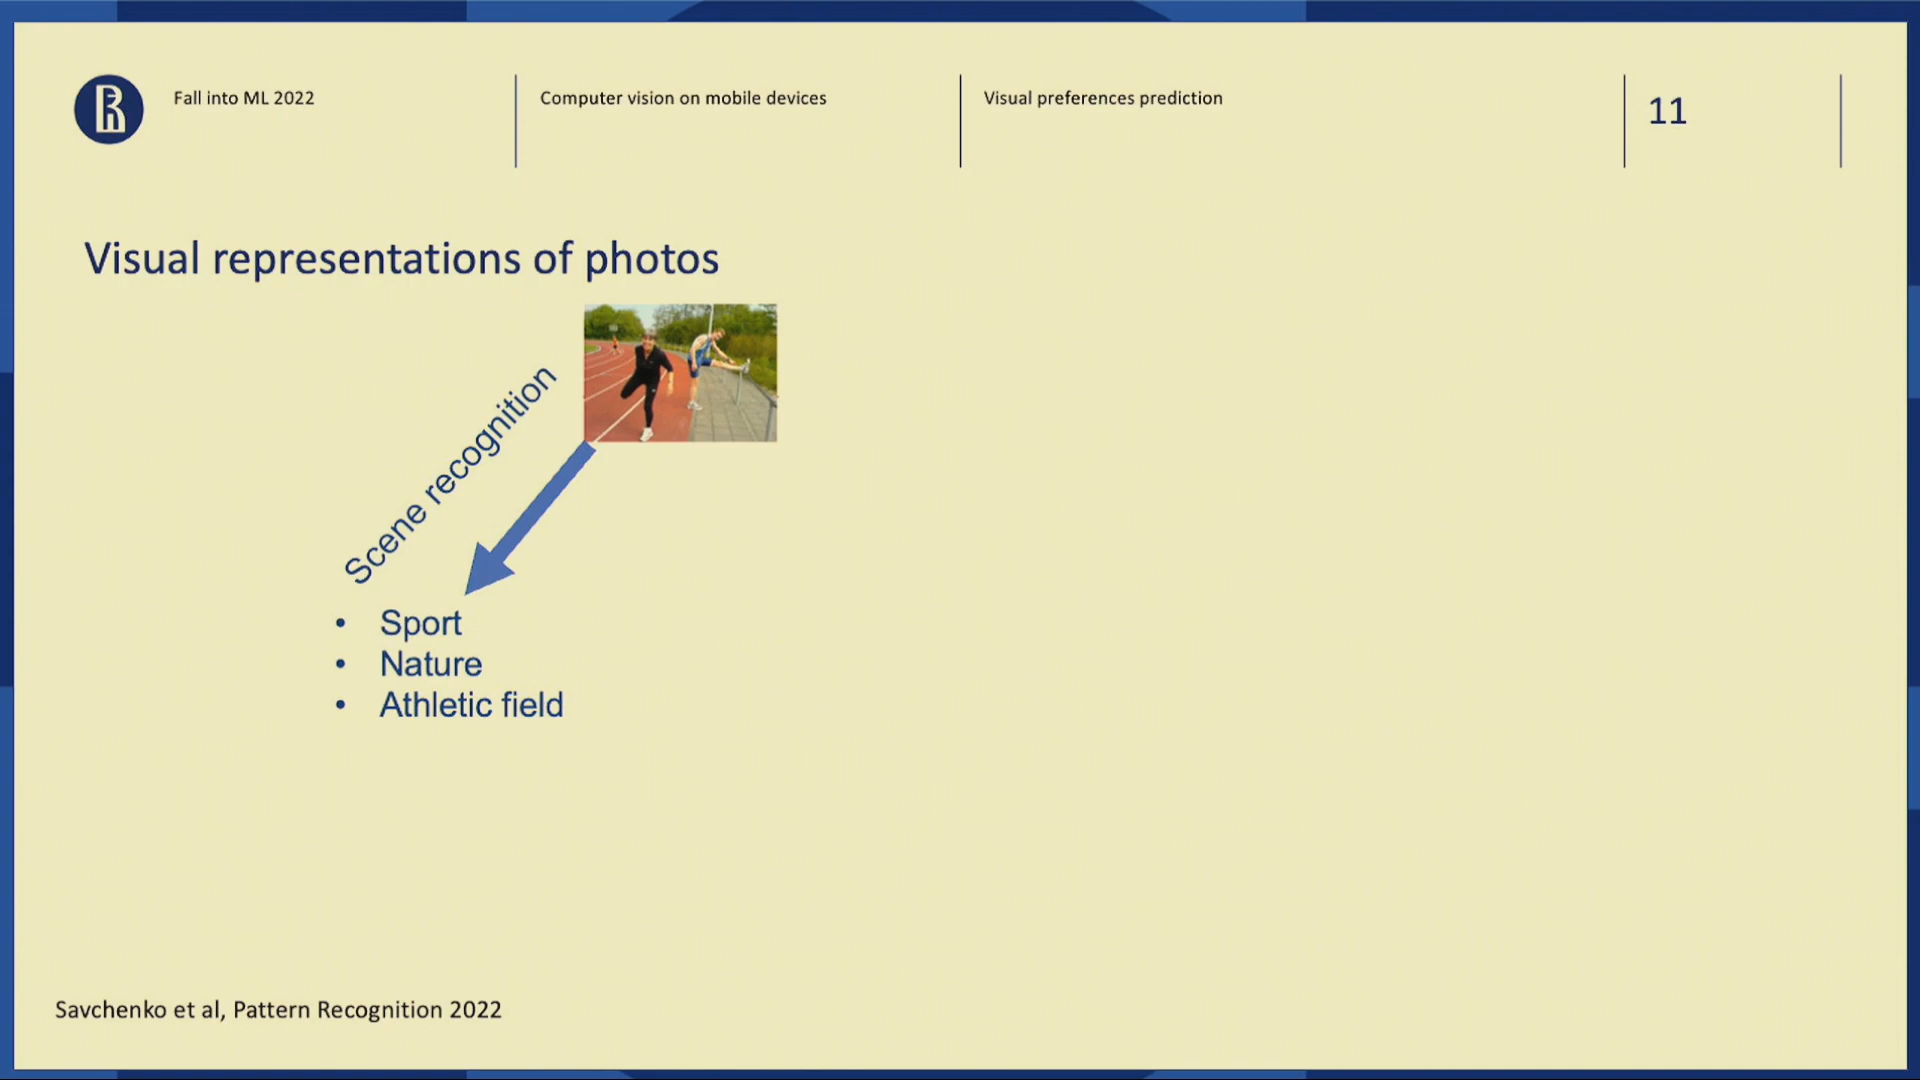 Fall into ML 2022
Computer vision on mobile devices
Visual preferences prediction
11
Visual representations of photos
Scene recognition
• Sport
• Nature
• Athletic field
Savchenko et al, Pattern Recognition 2022